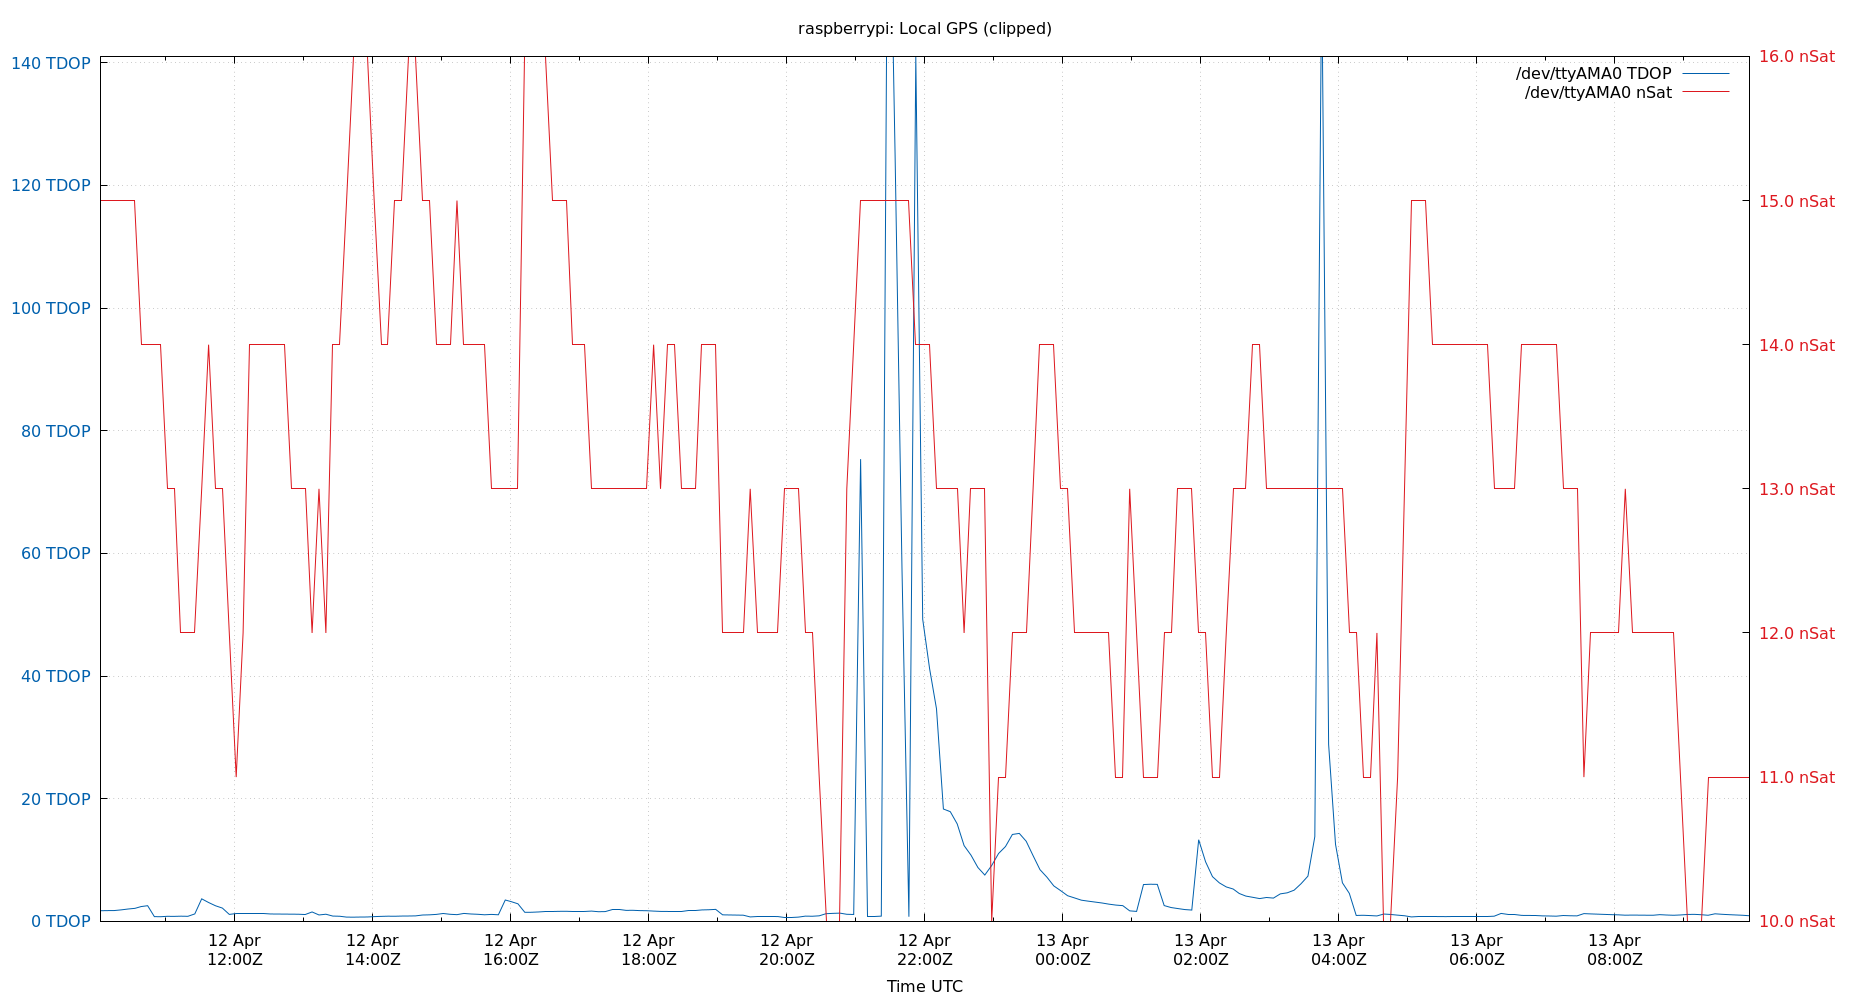 raspberrypi: Local GPS (clipped)
140 TDOP
120 TDOP
100 TDOP
80 TDOP
60 TDOP
40 TDOP
20 TDOP
0 TDOP
16.0 nSat
15.0 nSat
14.0 nSat
13.0 nSat
12.0 nSat
11.0 nSat
10.0 nSat
/dev/ttyAMA0 TDOP
/dev/ttyAMA0 nSat
12 Apr
12:00Z
12 Apr
14:00Z
12 Apr
16:00Z
12 Apr
18:00Z
12 Apr
20:00Z
12 Apr
22:00Z
13 Apr
00:00Z
13 Apr
02:00Z
13 Apr
04:00Z
13 Apr
06:00Z
13 Apr
08:00Z
Time UTC